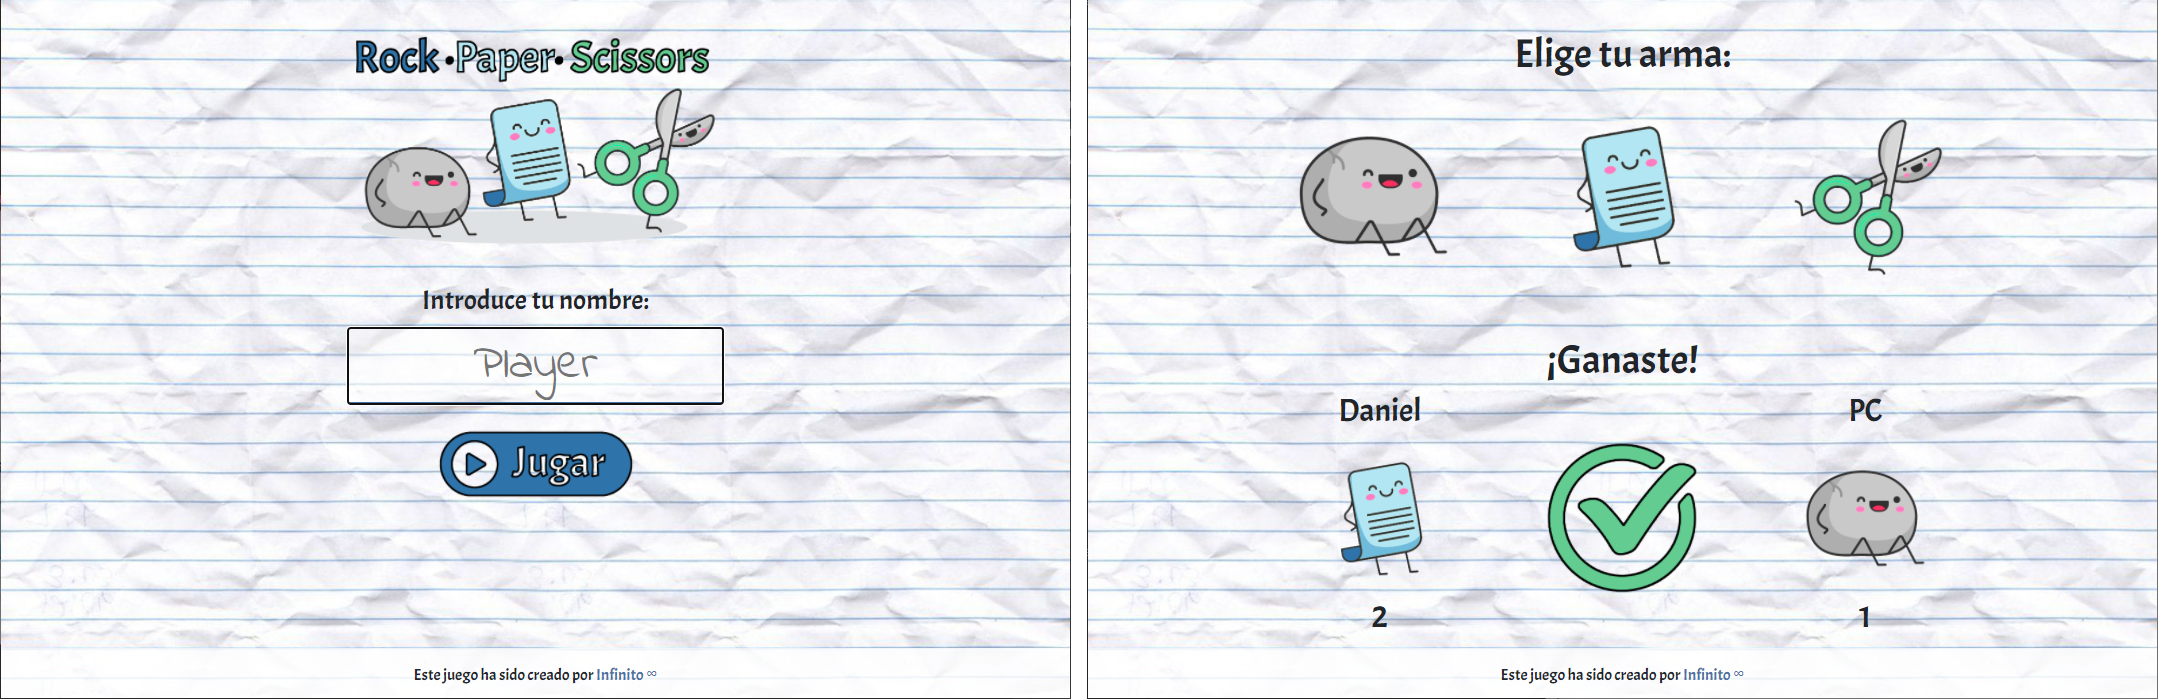 Rock·Paper·Scissors
Introduce tu nombre:
Player
Jugar
Este juego ha sido creado por Infinito ∞
Elige tu arma:
¡Ganaste!
Daniel PC
2 1
Este juego ha sido creado por Infinito ∞